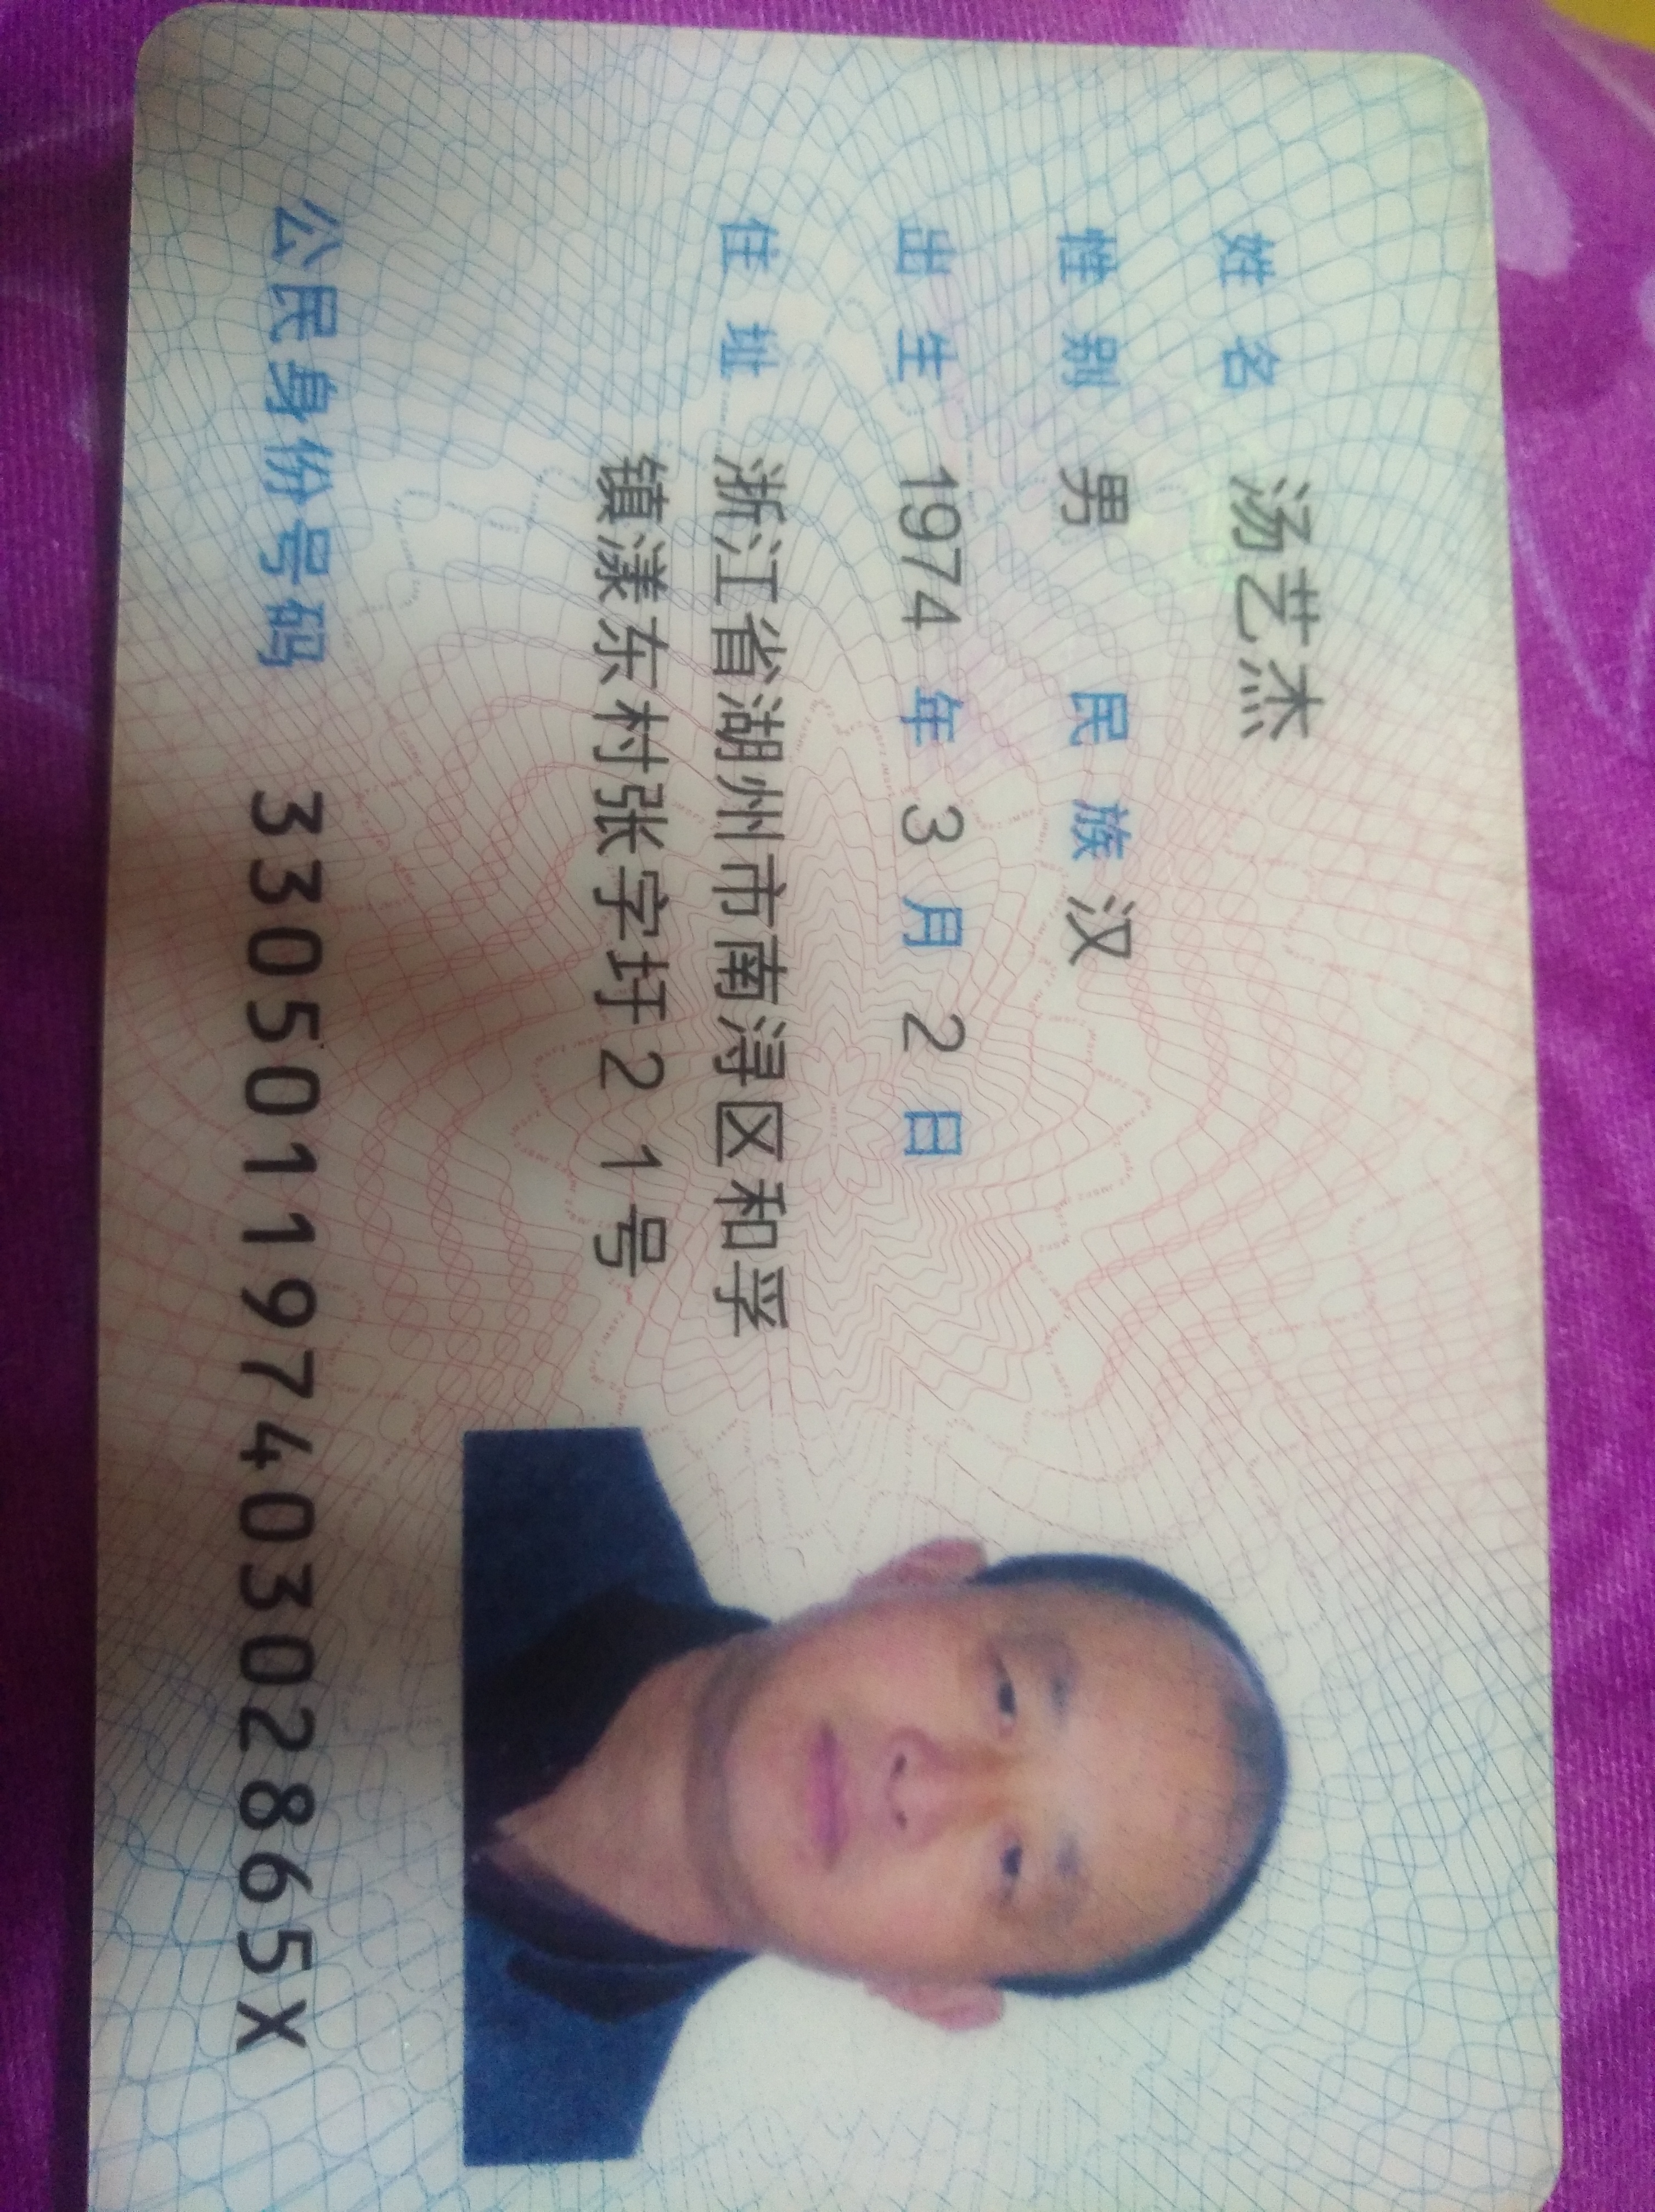 姓名 汤艺杰
性别 男 民族 汉
出生 1974 年 3 月 2 日
住址 浙江省湖州市南浔区和孚
镇漾东村张字圩21号
公民身份号码 33050119740302865X